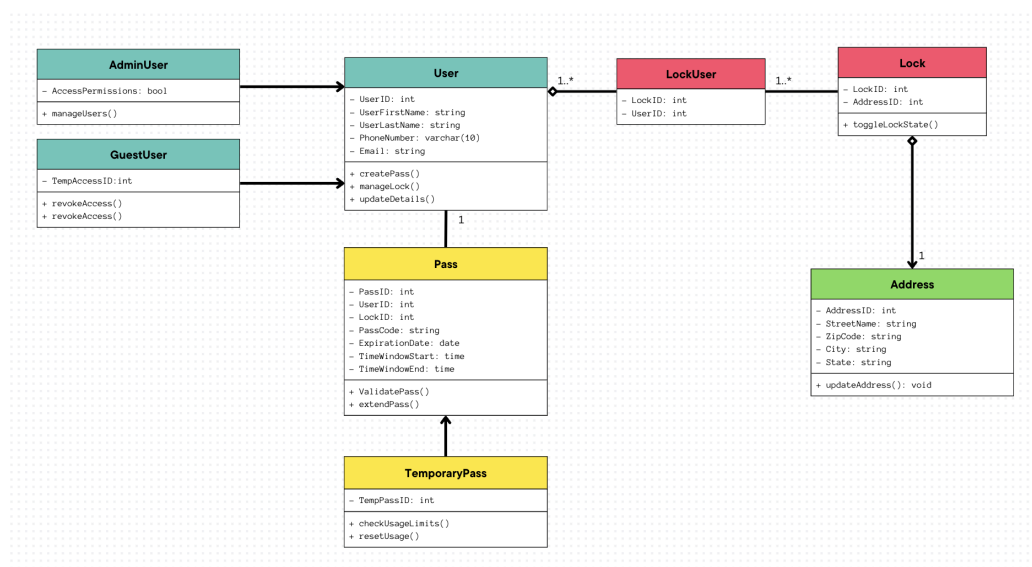 AdminUser
- AccessPermissions: bool
+ manageUsers()
GuestUser
- TempAccessID:int
+ revokeAccess()
+ revokeAccess()
User
- UserID: int
- UserFirstName: string
- UserLastName: string
- PhoneNumber: varchar(10)
- Email: string
+ createPass()
+ manageLock()
+ updateDetails()
1..*
LockUser
- LockID: int
- UserID: int
1..*
Lock
- LockID: int
- AddressID: int
+ toggleLockState()
1
Pass
- PassID: int
- UserID: int
- LockID: int
- PassCode: string
- ExpirationDate: date
- TimeWindowStart: time
- TimeWindowEnd: time
+ ValidatePass()
+ extendPass()
1
Address
- AddressID: int
- StreetName: string
- ZipCode: string
- City: string
- State: string
+ updateAddress(): void
TemporaryPass
- TempPassID: int
+ checkUsageLimits()
+ resetUsage()